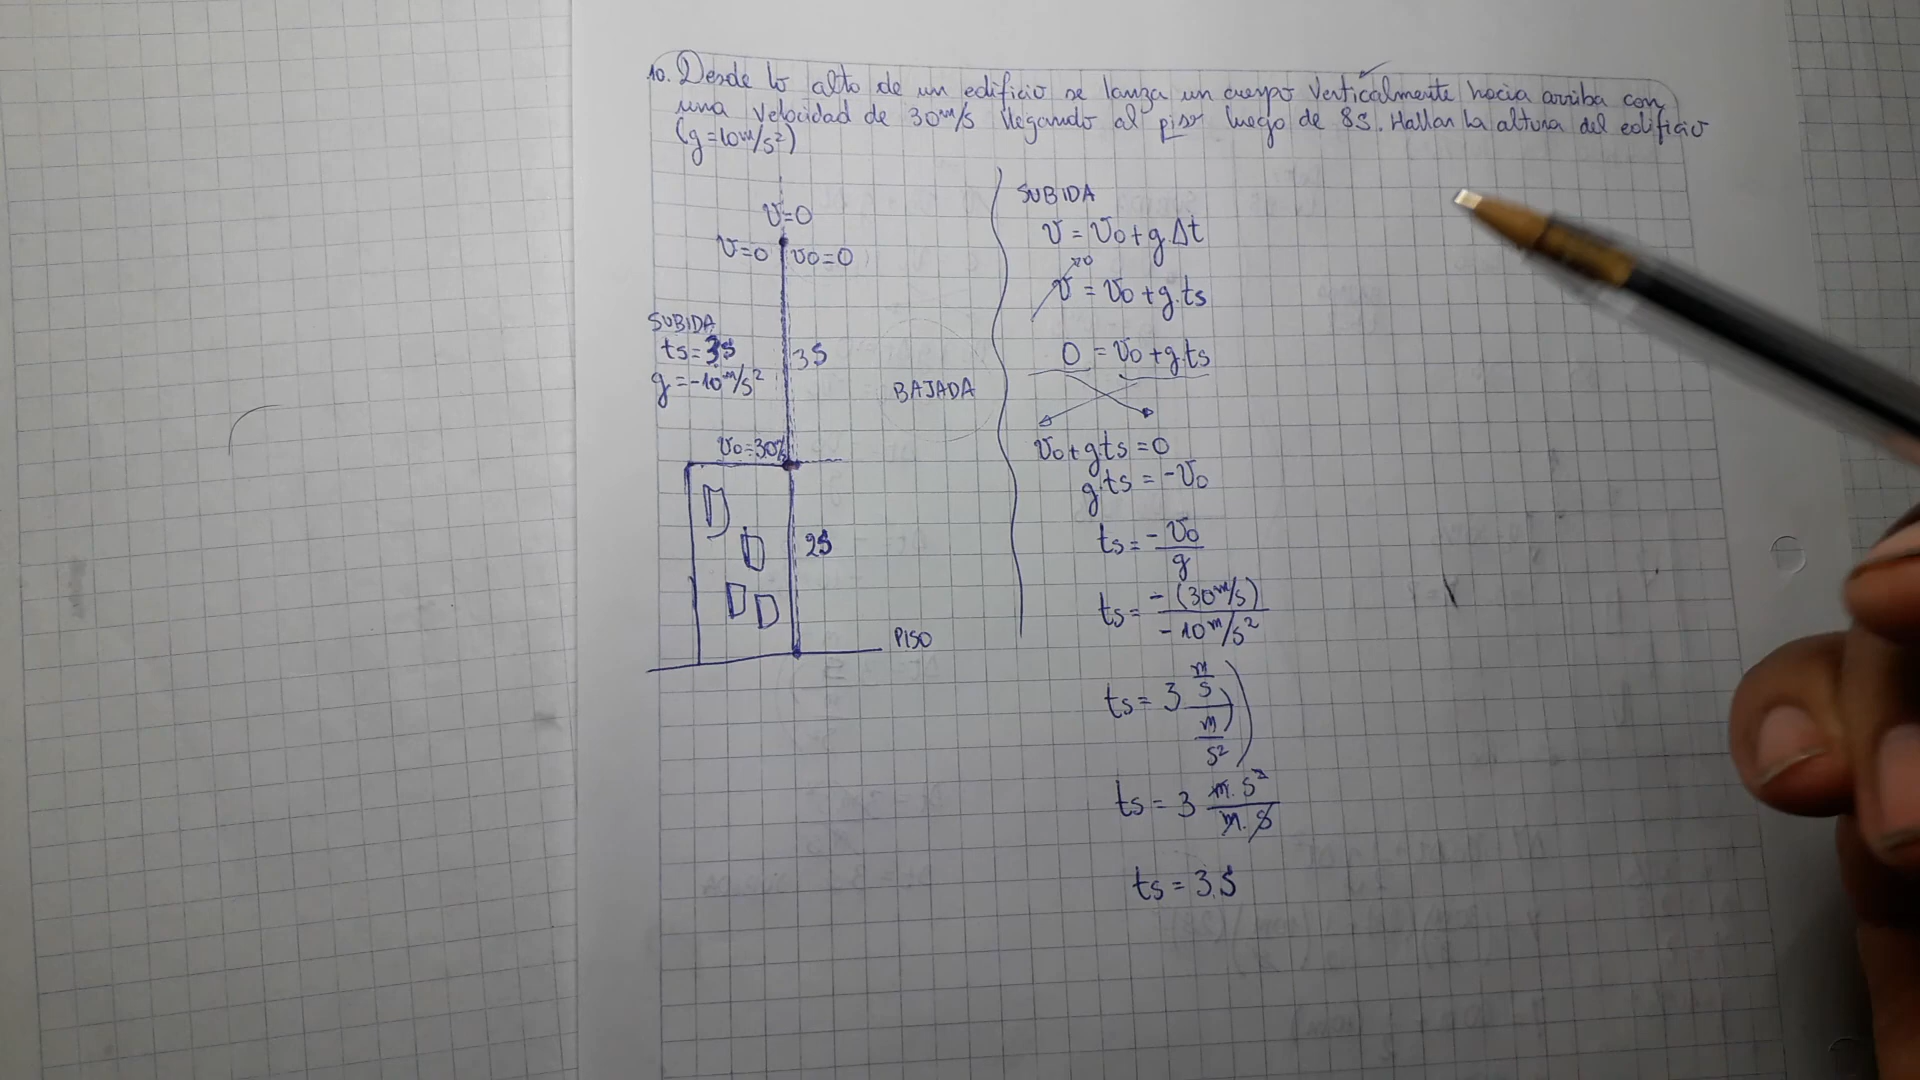 10. Desde lo alto de un edificio se lanza un cuerpo verticalmente hacia arriba con
una velocidad de 30m/s llegando al piso luego de 8s. Hallar la altura del edificio
(g=10m/s²)
v=0
v=0
v0=0
SUBIDA
ts=3s
g=-10m/s²
3s
BAJADA
v0=30m/s
2s
PISO
SUBIDA
v = v0+g.Δt
v = v0+g.ts
0 = v0+g.ts
v0+g.ts=0
g.ts = -v0
ts = -v0/g
ts = -(30m/s)/-10m/s²
ts = 3 m/s / m/s²
ts = 3 m.s²/m.s
ts = 3s